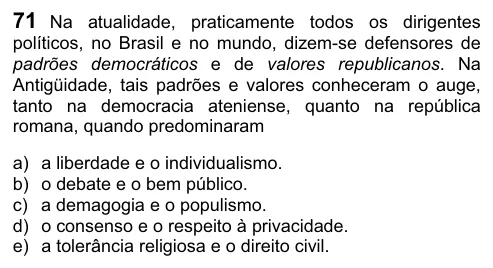 71 Na atualidade, praticamente todos os dirigentes
políticos, no Brasil e no mundo, dizem-se defensores de
padrões democráticos e de valores republicanos. Na
Antigüidade, tais padrões e valores conheceram o auge,
tanto na democracia ateniense, quanto na república
romana, quando predominaram
a) a liberdade e o individualismo.
b) o debate e o bem público.
c) a demagogia e o populismo.
d) o consenso e o respeito à privacidade.
e) a tolerância religiosa e o direito civil.